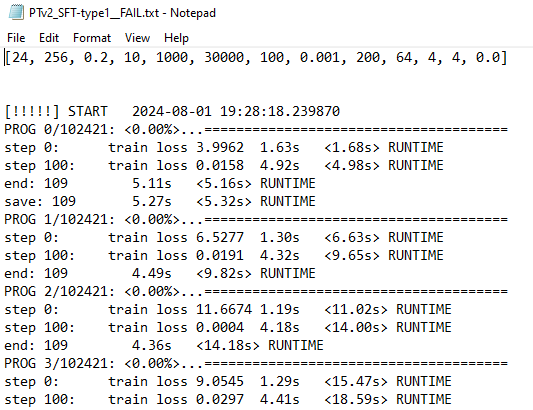 PTv2_SFT-type1__FAIL.txt - Notepad
File Edit Format View Help
[24, 256, 0.2, 10, 1000, 30000, 100, 0.001, 200, 64, 4, 4, 0.0]
[!!!!!] START 2024-08-01 19:28:18.239870
PROG 0/102421: <0.00%>...======================================
step 0: train loss 3.9962 1.63s <1.68s> RUNTIME
step 100: train loss 0.0158 4.92s <4.98s> RUNTIME
end: 109 5.11s <5.16s> RUNTIME
save: 109 5.27s <5.32s> RUNTIME
PROG 1/102421: <0.00%>...======================================
step 0: train loss 6.5277 1.30s <6.63s> RUNTIME
step 100: train loss 0.0191 4.32s <9.65s> RUNTIME
end: 109 4.49s <9.82s> RUNTIME
PROG 2/102421: <0.00%>...======================================
step 0: train loss 11.6674 1.19s <11.02s> RUNTIME
step 100: train loss 0.0004 4.18s <14.00s> RUNTIME
end: 109 4.36s <14.18s> RUNTIME
PROG 3/102421: <0.00%>...======================================
step 0: train loss 9.0545 1.29s <15.47s> RUNTIME
step 100: train loss 0.0297 4.41s <18.59s> RUNTIME